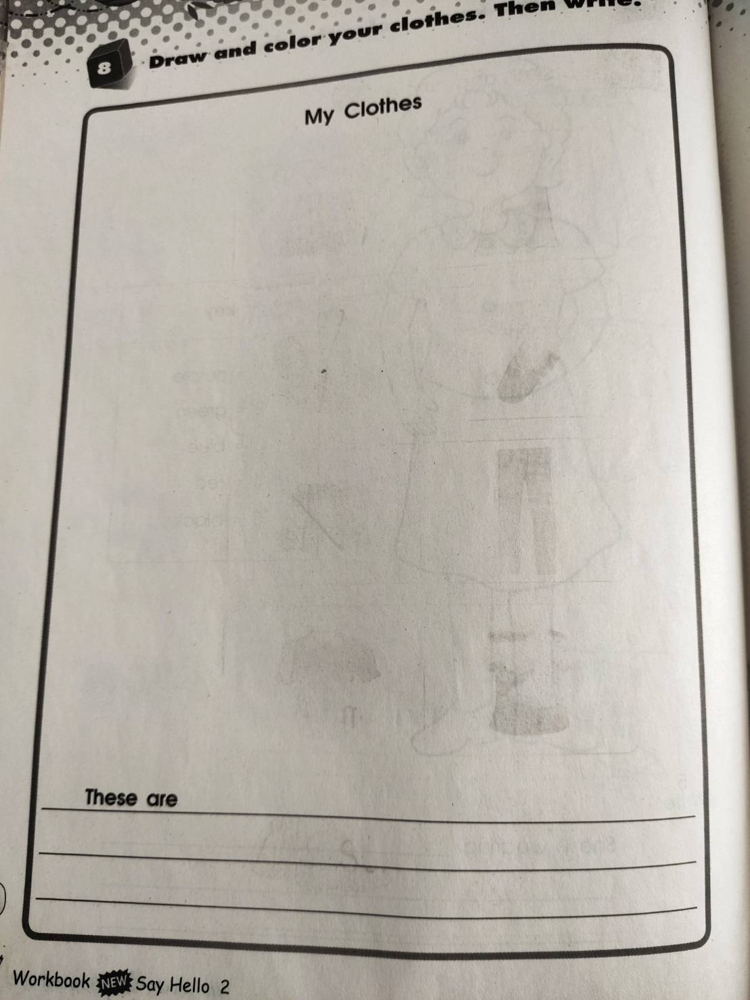 8 Draw and color your clothes. Then write.
My Clothes
These are
Workbook NEW Say Hello 2